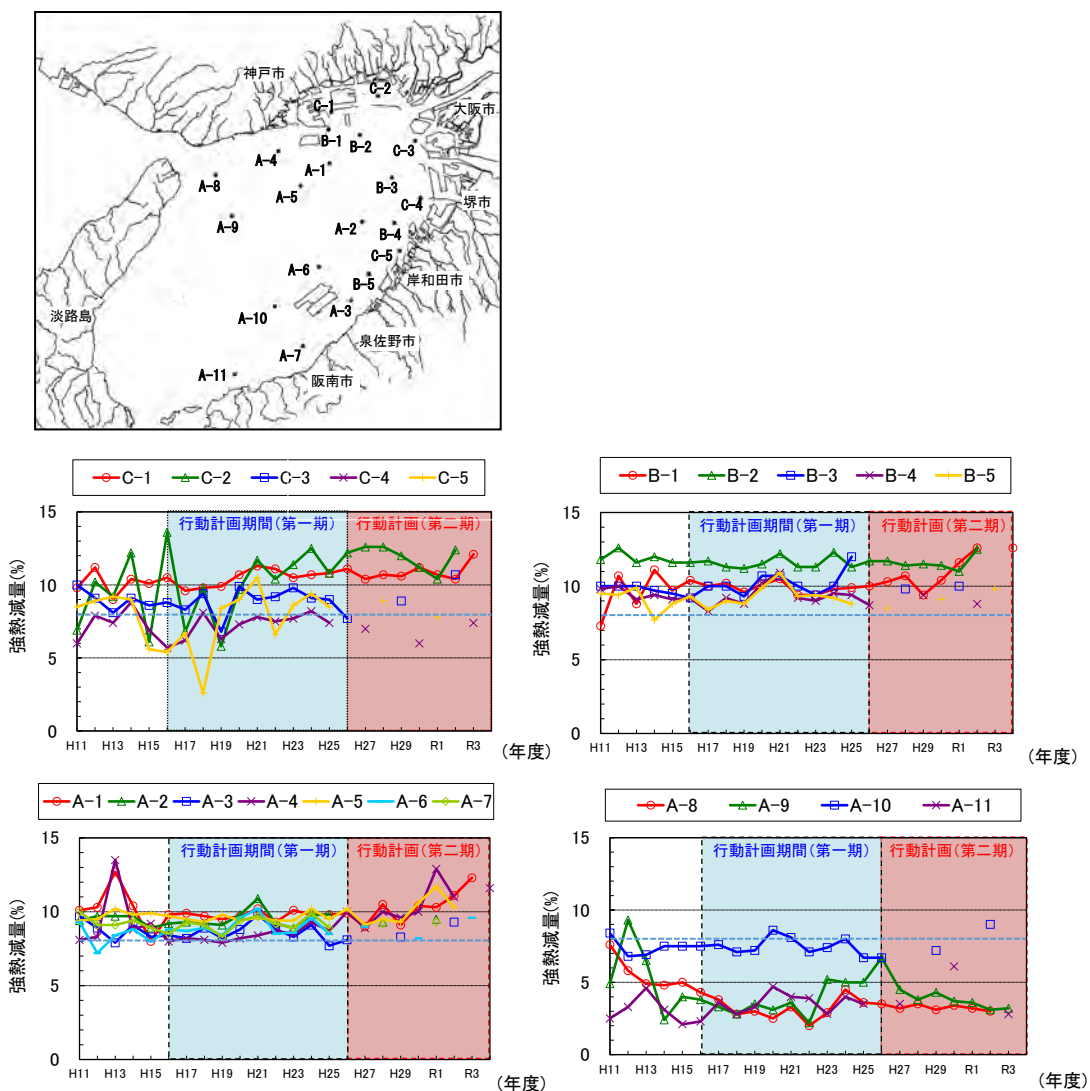 神戸市
C-2
C-1
大阪市
B-1
B-2
C-3
A-4
A-1
A-8
A-5
B-3
C-4
堺市
A-9
A-2
B-4
C-5
A-6
B-5
岸和田市
A-10
A-3
淡路島
泉佐野市
A-7
A-11
阪南市
C-1 C-2 C-3 C-4 C-5
行動計画期間(第一期) 行動計画(第二期)
強熱減量(%)
15
10
5
0
H11 H13 H15 H17 H19 H21 H23 H25 H27 H29 R1 R3
(年度)
B-1 B-2 B-3 B-4 B-5
行動計画期間(第一期) 行動計画(第二期)
強熱減量(%)
15
10
5
0
H11 H13 H15 H17 H19 H21 H23 H25 H27 H29 R1 R3
(年度)
A-1 A-2 A-3 A-4 A-5 A-6 A-7
行動計画期間(第一期) 行動計画(第二期)
強熱減量(%)
15
10
5
0
H11 H13 H15 H17 H19 H21 H23 H25 H27 H29 R1 R3
(年度)
A-8 A-9 A-10 A-11
行動計画期間(第一期) 行動計画(第二期)
強熱減量(%)
15
10
5
0
H11 H13 H15 H17 H19 H21 H23 H25 H27 H29 R1 R3
(年度)